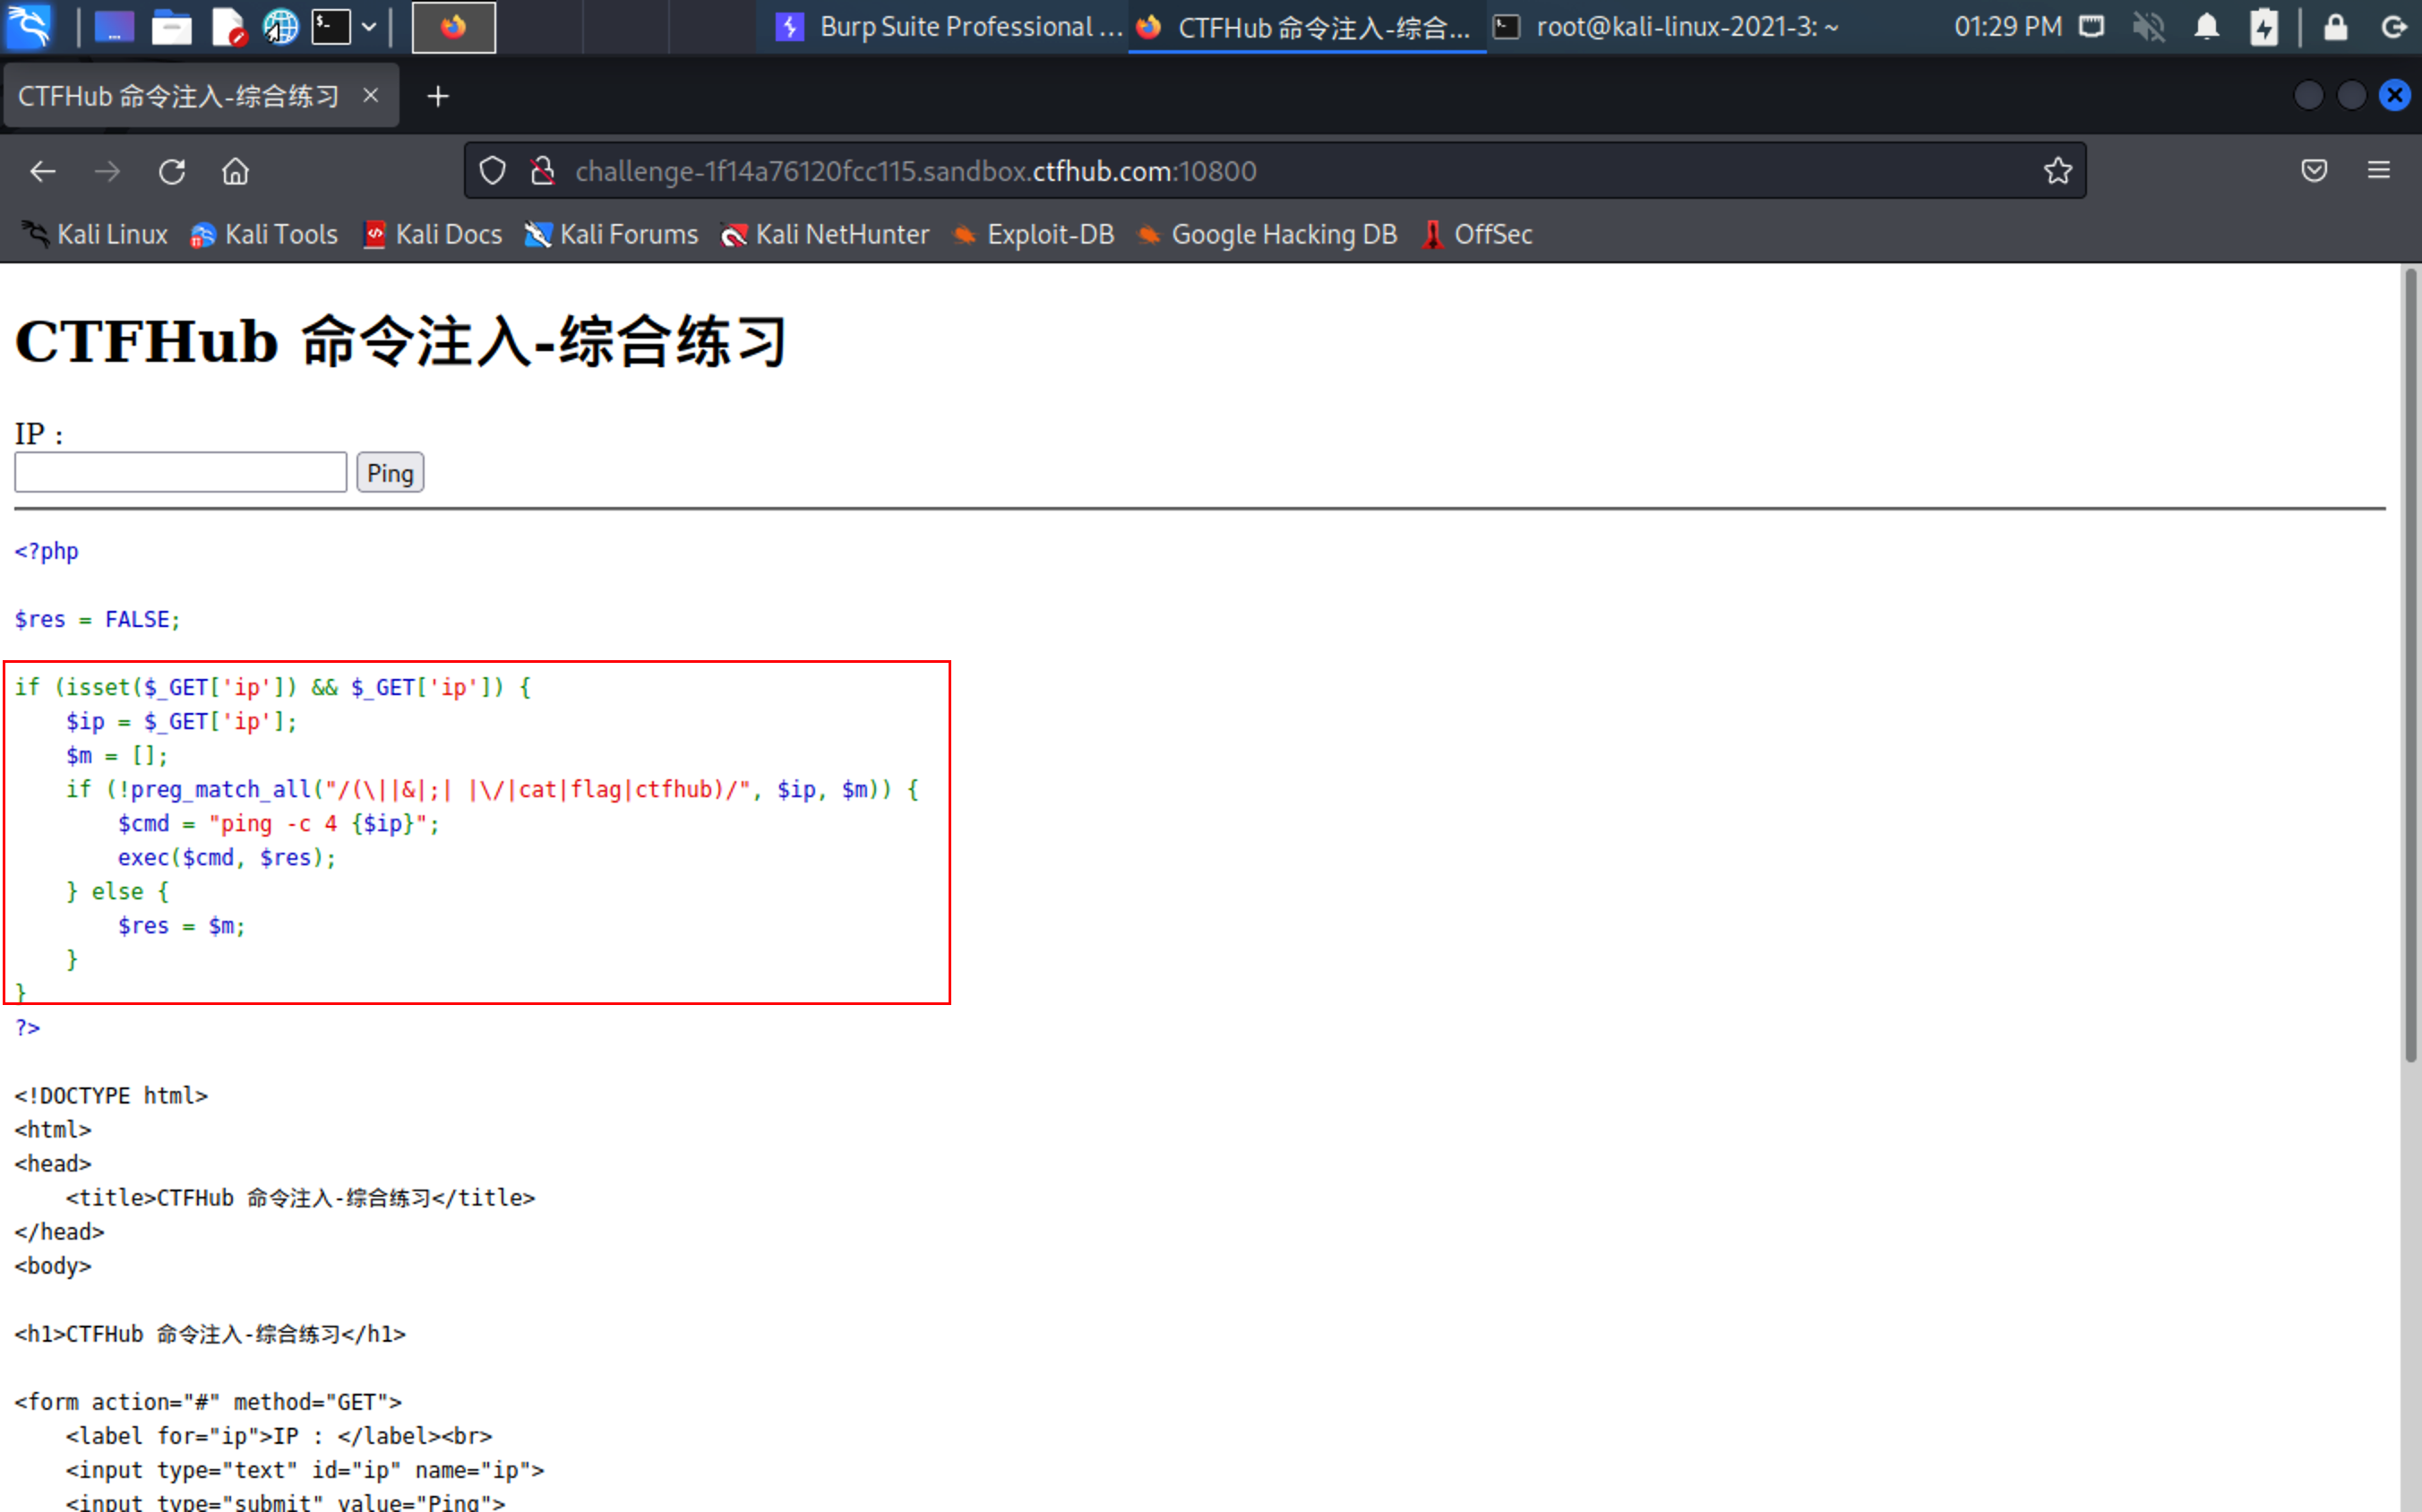 Burp Suite Professional ... CTFHub 命令注入-综合... root@kali-linux-2021-3: ~ 01:29 PM
CTFHub 命令注入-综合练习
challenge-1f14a76120fcc115.sandbox.ctfhub.com:10800
Kali Linux Kali Tools Kali Docs Kali Forums Kali NetHunter Exploit-DB Google Hacking DB OffSec
CTFHub 命令注入-综合练习
IP :
Ping
<?php
$res = FALSE;
if (isset($_GET['ip']) && $_GET['ip']) {
    $ip = $_GET['ip'];
    $m = [];
    if (!preg_match_all("/(\||&|;| |\/|cat|flag|ctfhub)/", $ip, $m)) {
        $cmd = "ping -c 4 {$ip}";
        exec($cmd, $res);
    } else {
        $res = $m;
    }
}
?>
<!DOCTYPE html>
<html>
<head>
    <title>CTFHub 命令注入-综合练习</title>
</head>
<body>
<h1>CTFHub 命令注入-综合练习</h1>
<form action="#" method="GET">
    <label for="ip">IP : </label><br>
    <input type="text" id="ip" name="ip">
    <input type="submit" value="Ping">